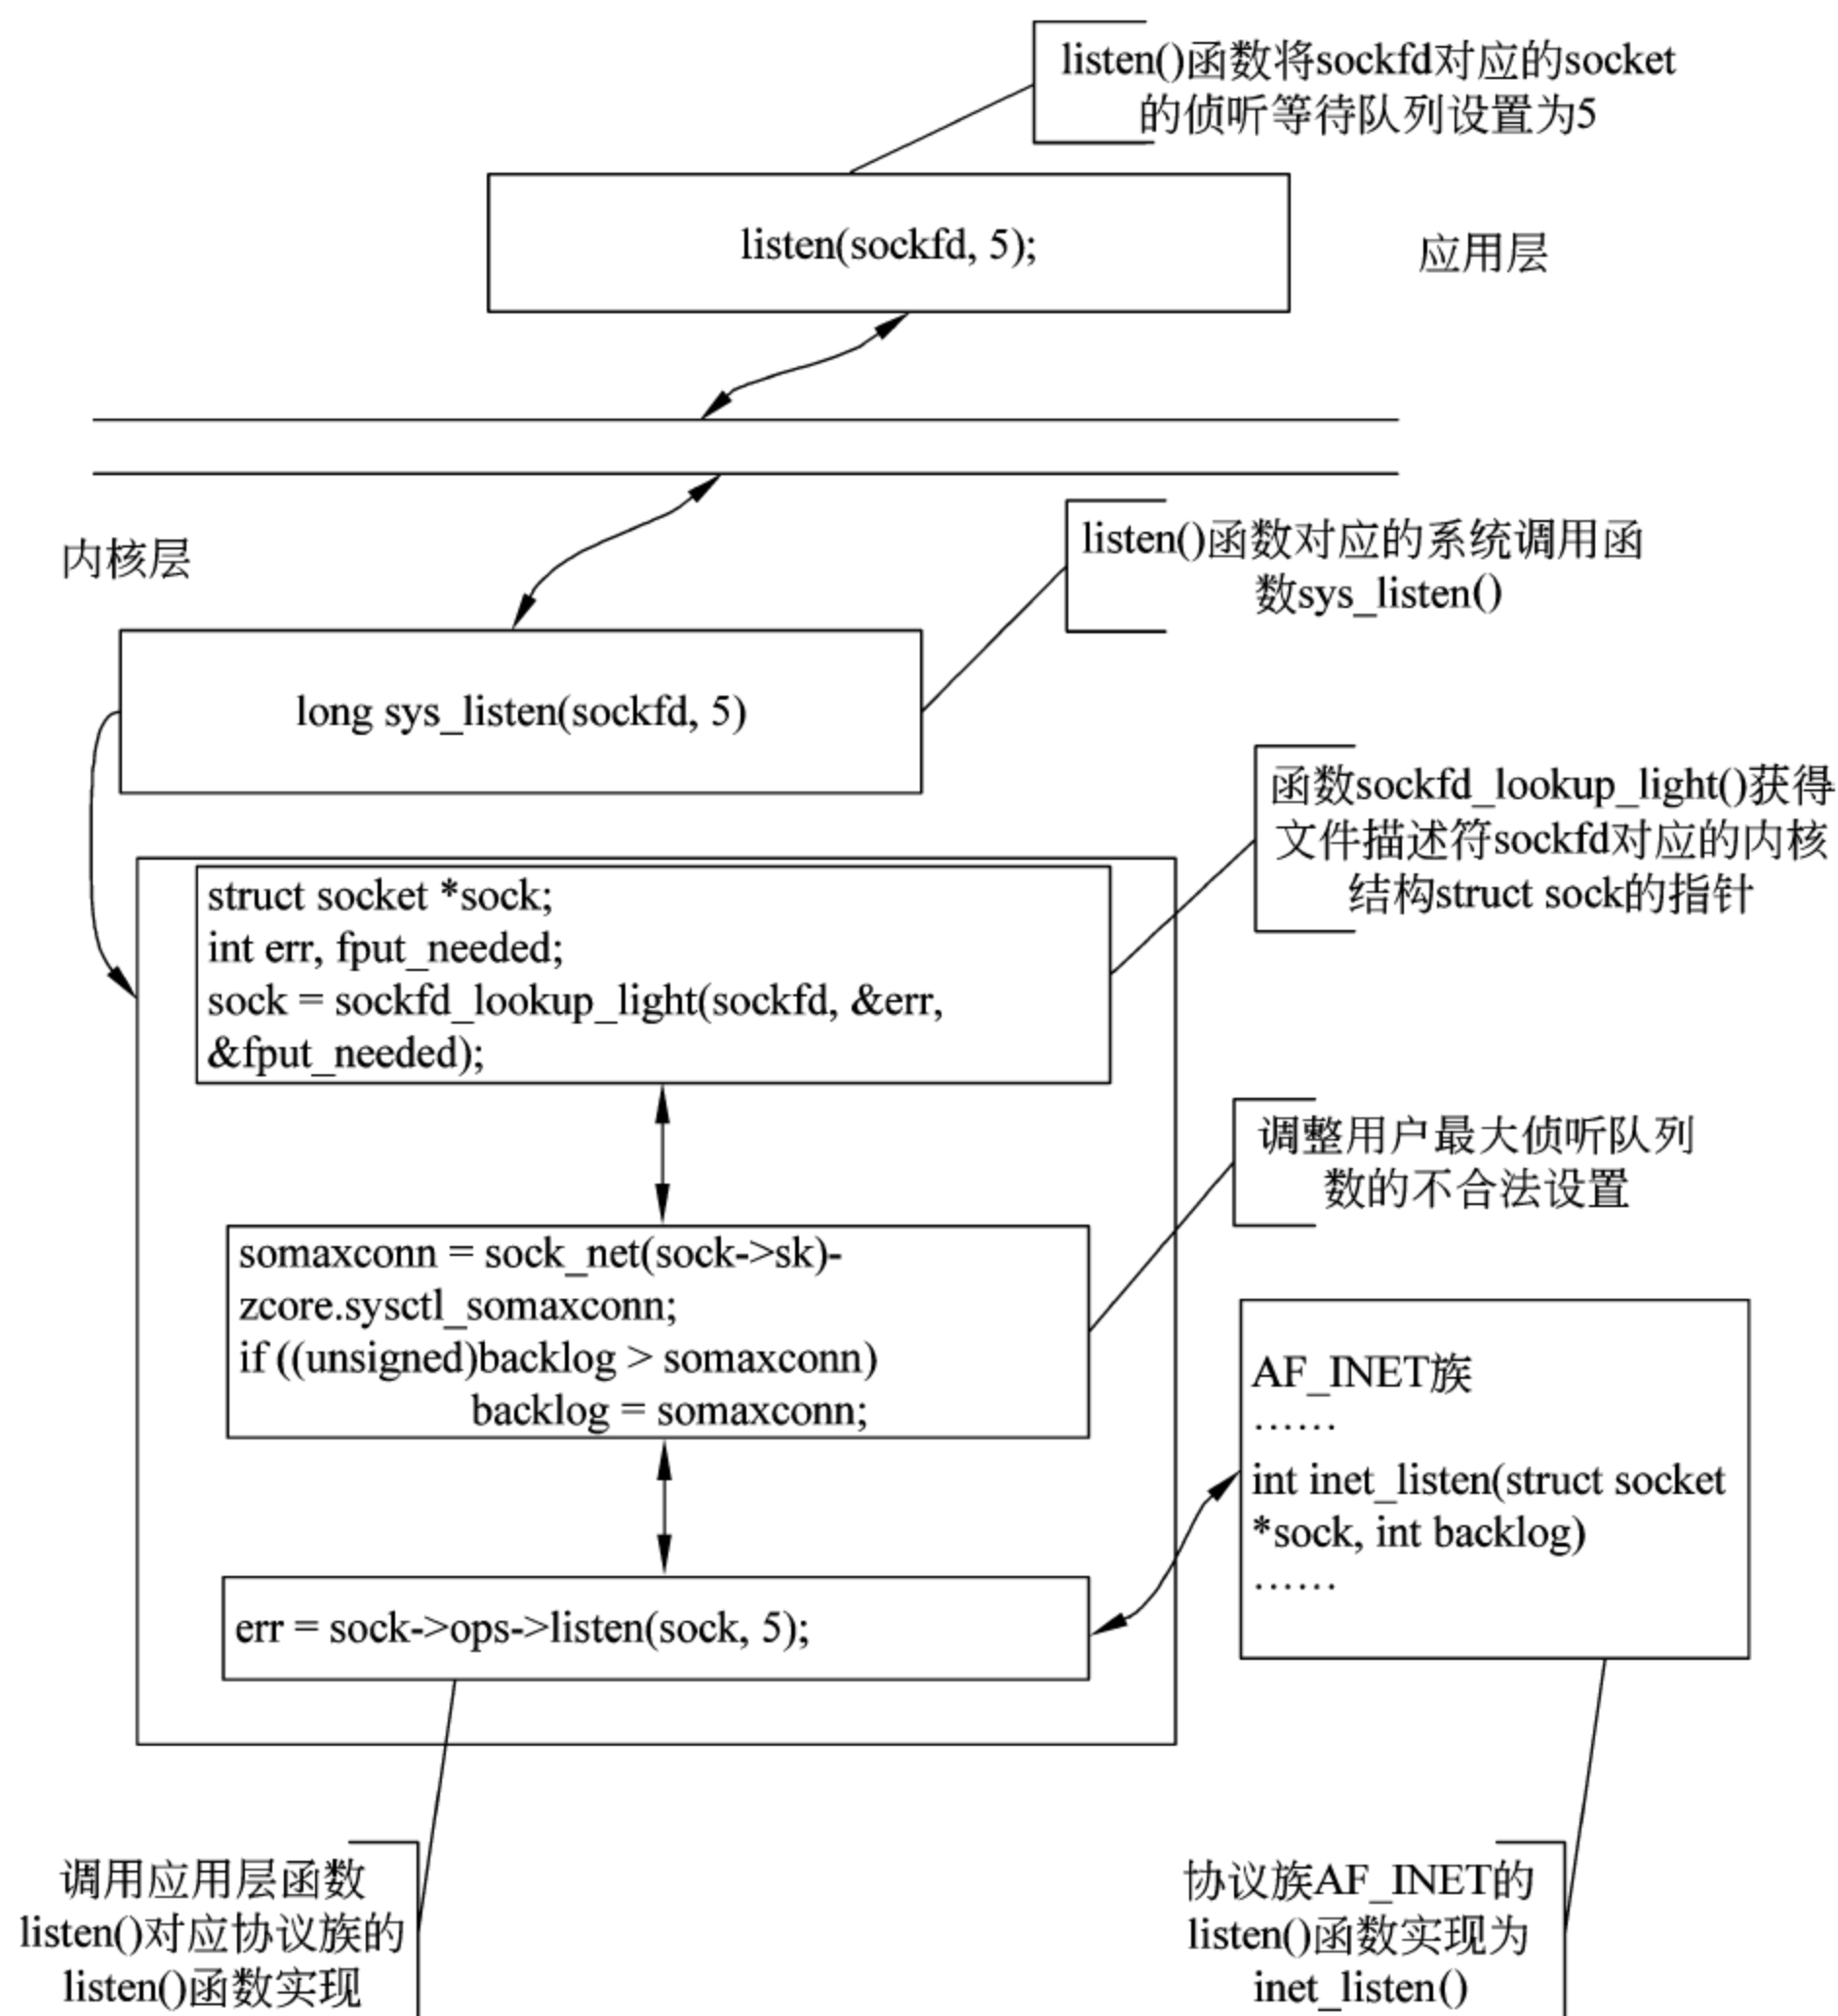 listen()函数将sockfd对应的socket
的侦听等待队列设置为5
listen(sockfd, 5);
应用层
内核层
listen()函数对应的系统调用函
数sys_listen()
long sys_listen(sockfd, 5)
函数sockfd_lookup_light()获得
文件描述符sockfd对应的内核
结构struct sock的指针
struct socket *sock;
int err, fput_needed;
sock = sockfd_lookup_light(sockfd, &err,
&fput_needed);
调整用户最大侦听队列
数的不合法设置
somaxconn = sock_net(sock->sk)-
zcore.sysctl_somaxconn;
if ((unsigned)backlog > somaxconn)
backlog = somaxconn;
AF_INET族
……
int inet_listen(struct socket
*sock, int backlog)
……
err = sock->ops->listen(sock, 5);
调用应用层函数
listen()对应协议族的
listen()函数实现
协议族AF_INET的
listen()函数实现为
inet_listen()